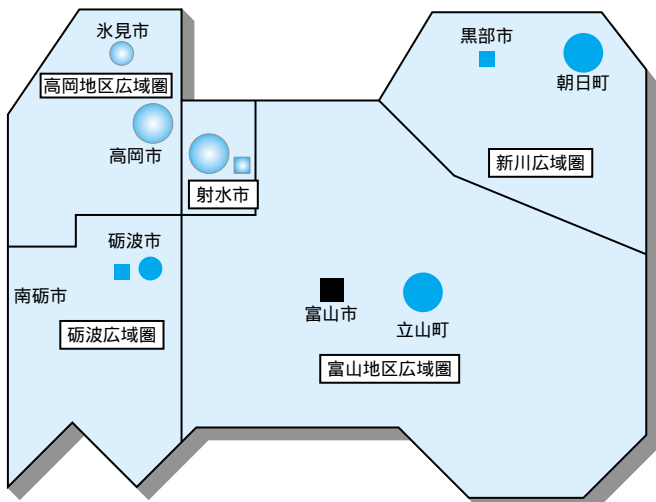 氷見市
高岡地区広域圏
高岡市
射水市
黒部市
朝日町
新川広域圏
砺波市
南砺市
砺波広域圏
富山市
立山町
富山地区広域圏